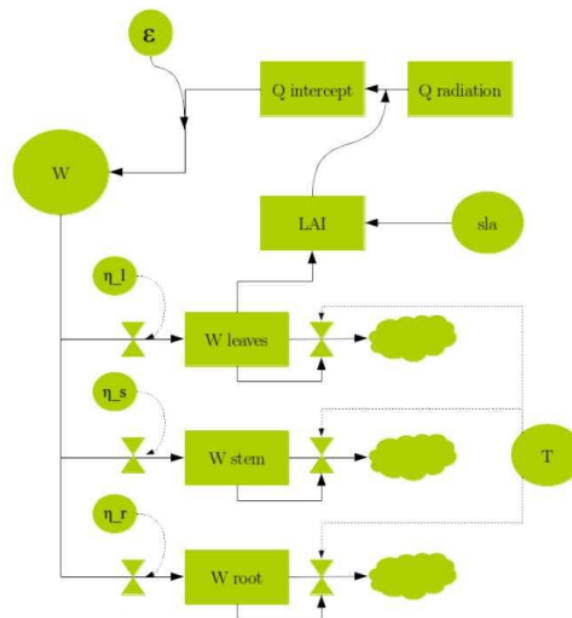 ε
Q intercept
Q radiation
W
LAI
sla
η_l
W leaves
η_s
W stem
T
η_r
W root